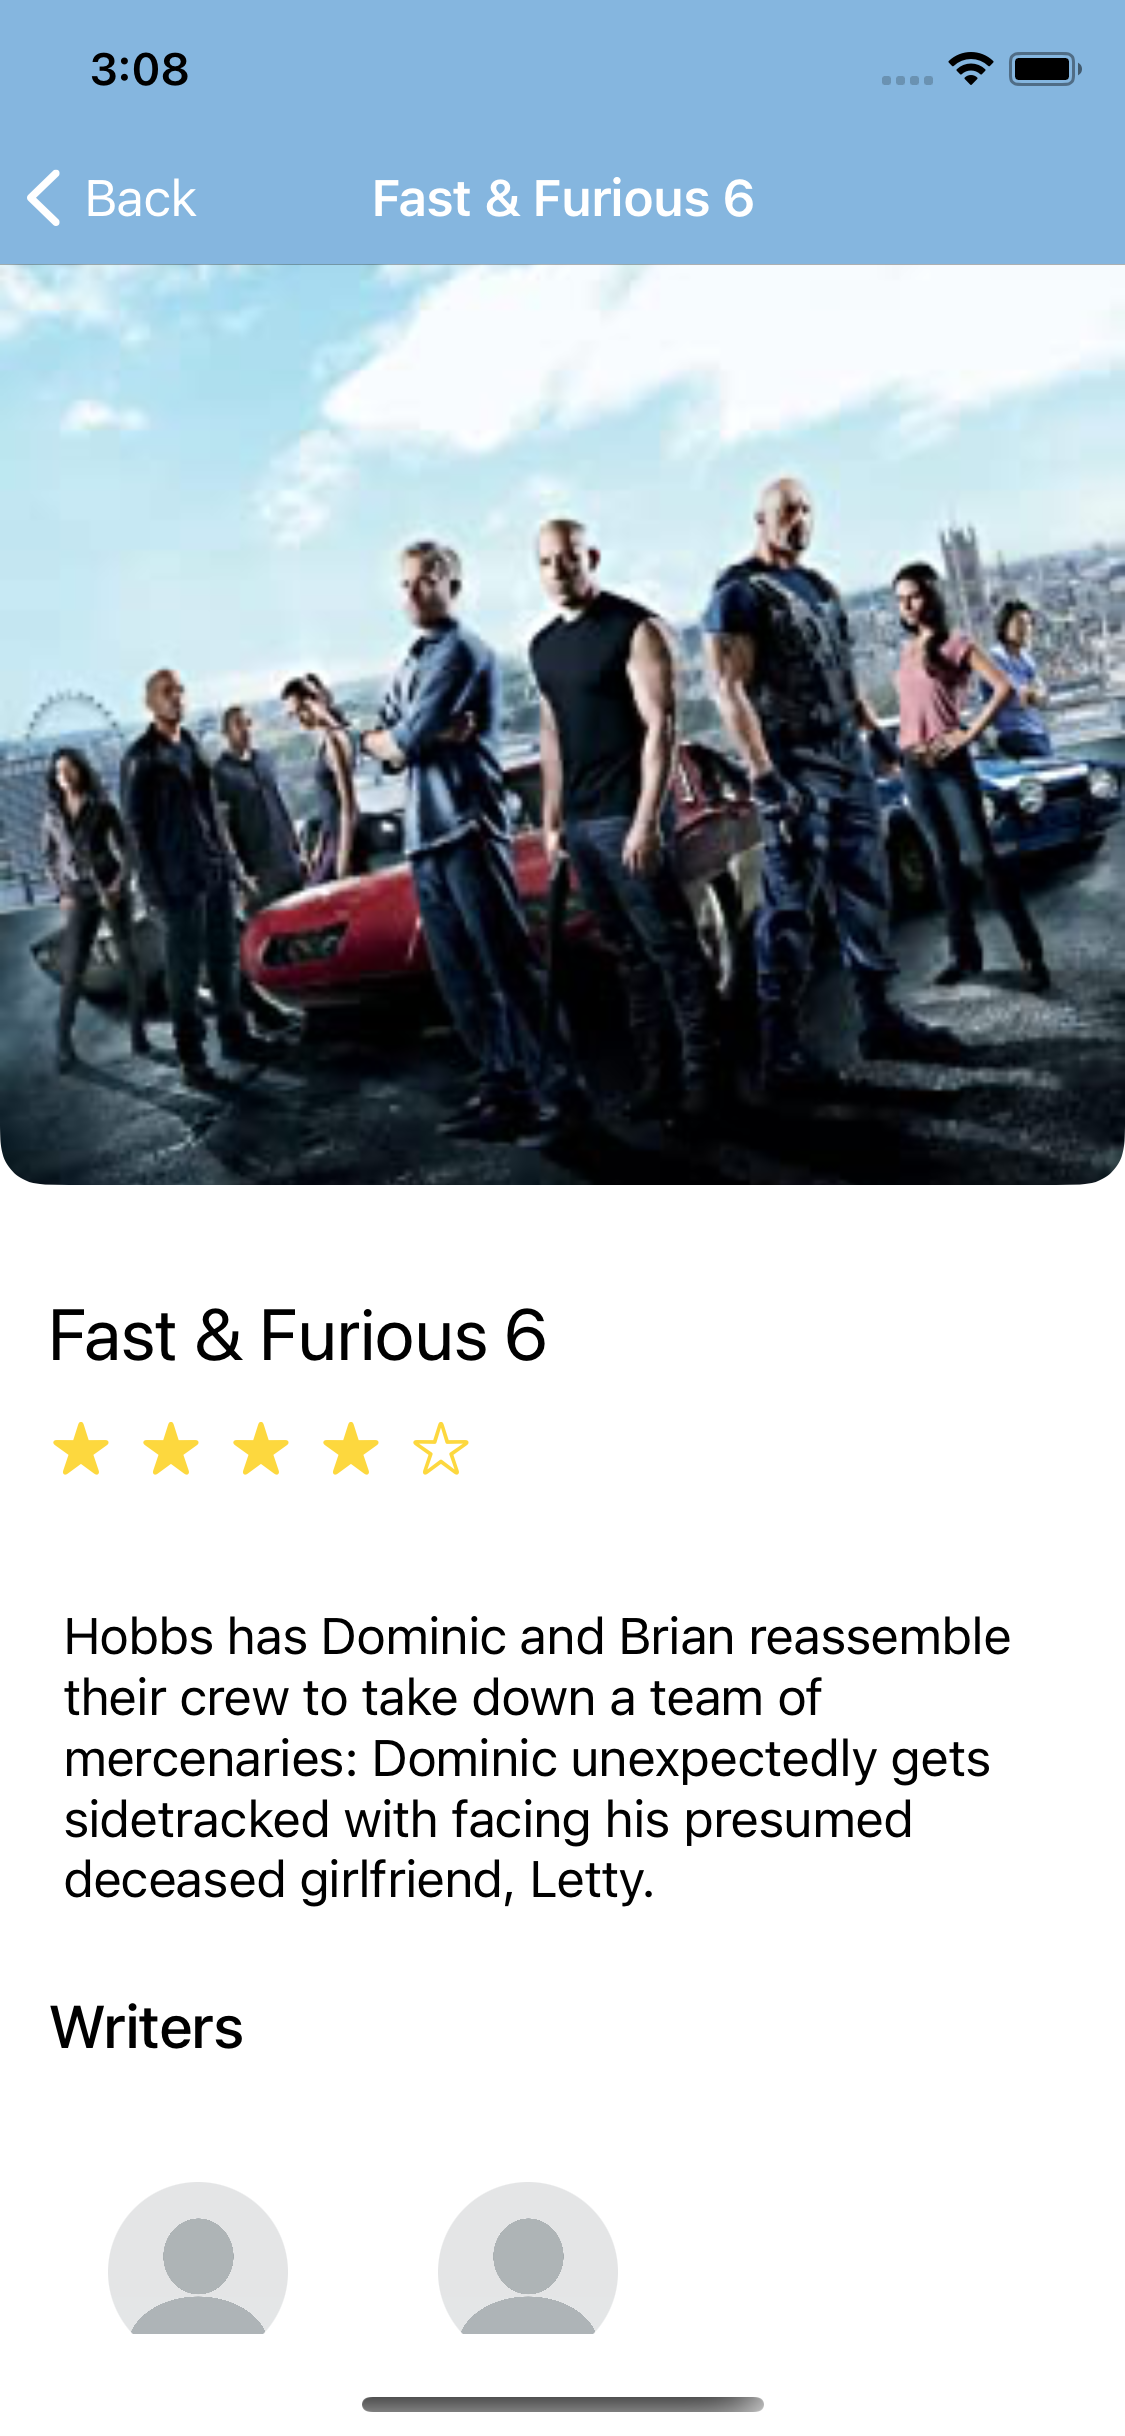 3:08
Back
Fast & Furious 6
Fast & Furious 6
Hobbs has Dominic and Brian reassemble
their crew to take down a team of
mercenaries: Dominic unexpectedly gets
sidetracked with facing his presumed
deceased girlfriend, Letty.
Writers